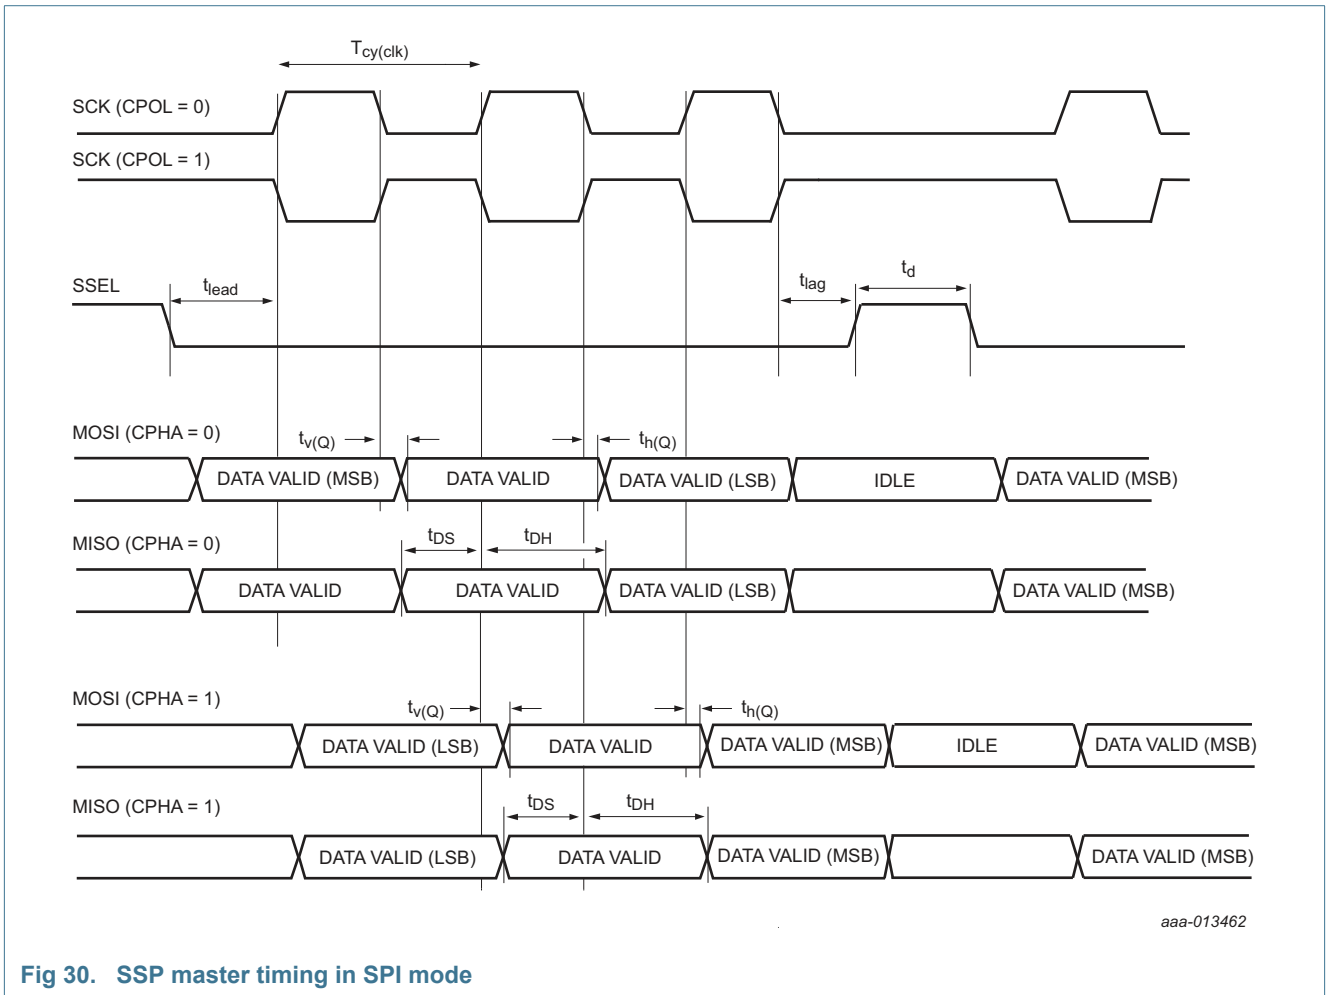 Tcy(clk)
SCK (CPOL = 0)
SCK (CPOL = 1)
SSEL
tlead
tlag
td
MOSI (CPHA = 0)
tv(Q)
th(Q)
DATA VALID (MSB)
DATA VALID
DATA VALID (LSB)
IDLE
DATA VALID (MSB)
MISO (CPHA = 0)
tDS
tDH
DATA VALID
DATA VALID
DATA VALID (LSB)
DATA VALID (MSB)
MOSI (CPHA = 1)
tv(Q)
th(Q)
DATA VALID (LSB)
DATA VALID
DATA VALID (MSB)
IDLE
DATA VALID (MSB)
MISO (CPHA = 1)
tDS
tDH
DATA VALID (LSB)
DATA VALID
DATA VALID (MSB)
DATA VALID (MSB)
aaa-013462
Fig 30. SSP master timing in SPI mode